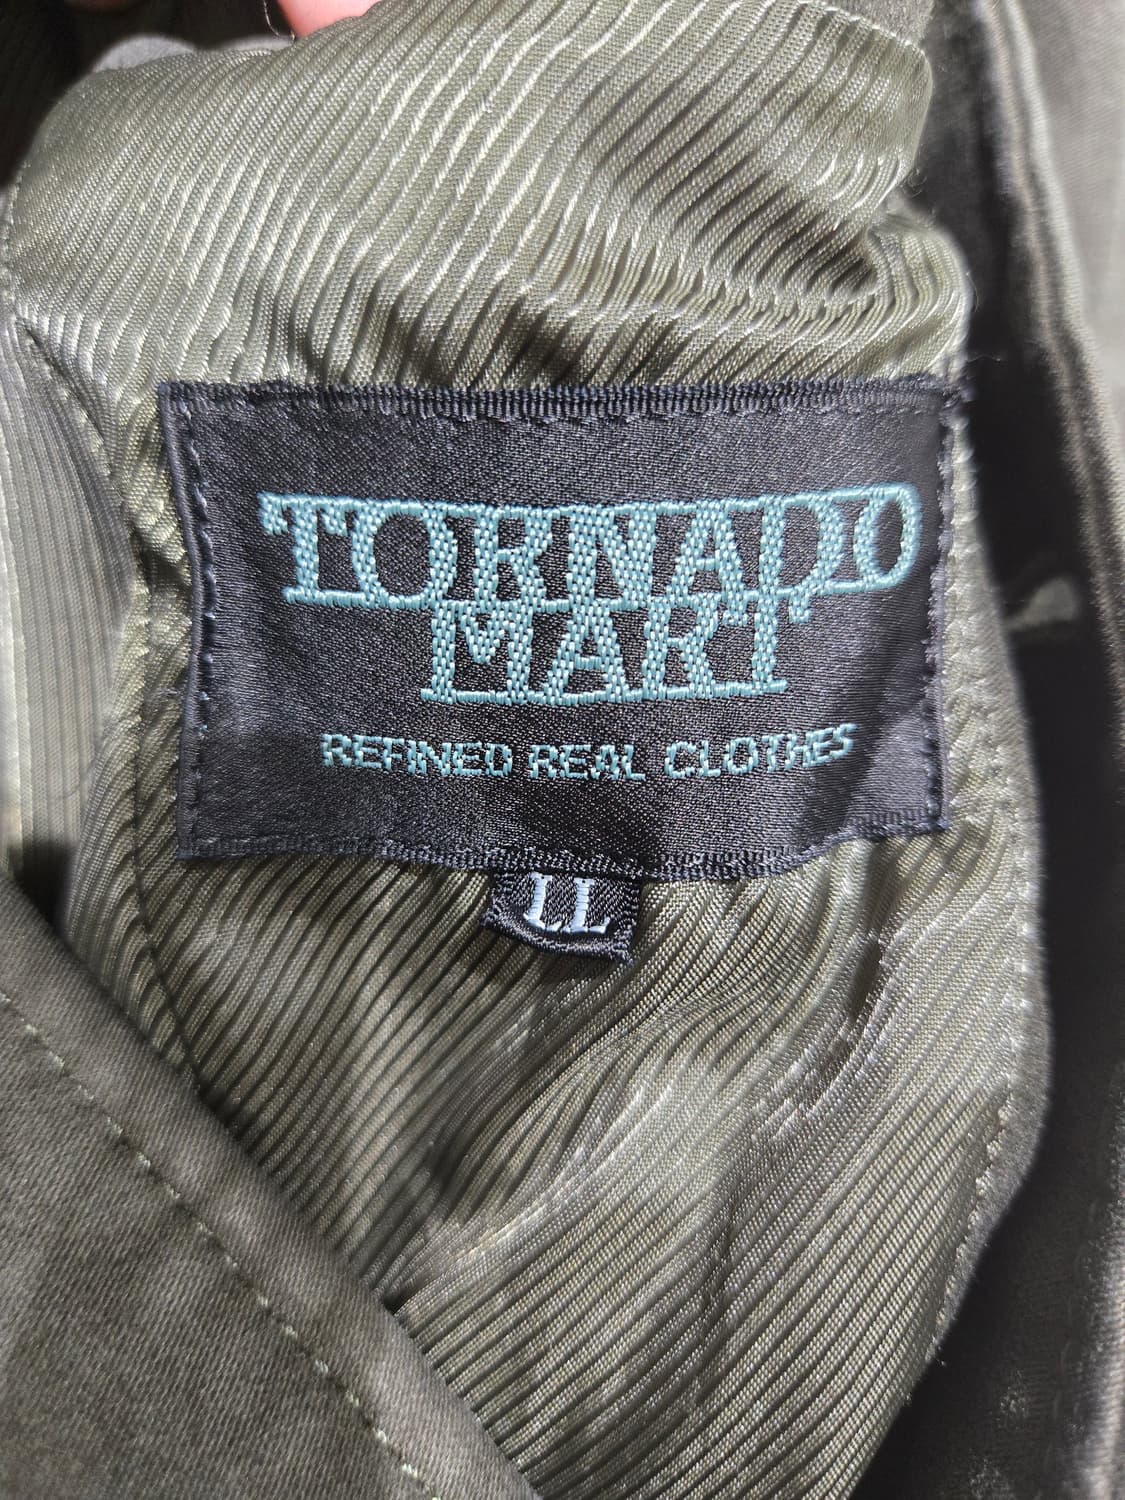 TORNADO
MART
REFINED REAL CLOTHES
LL